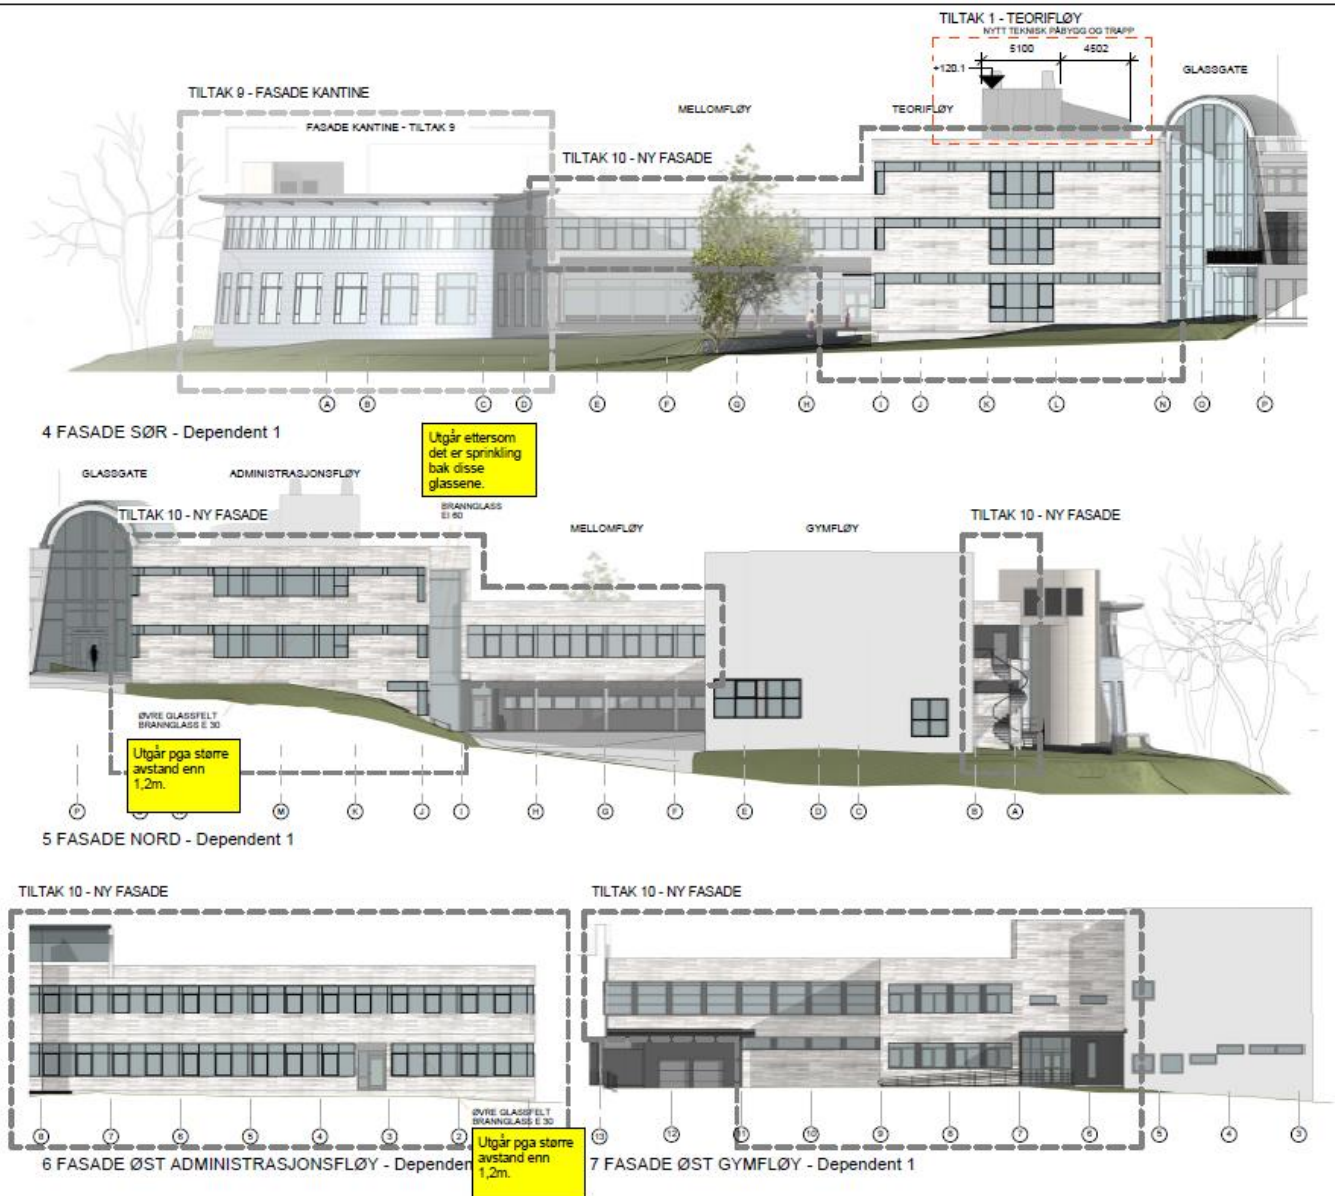 TILTAK 1 - TEORIFLØY
NYTT TEKNISK PÅBYGG OG TRAPP
5100 4502
+120.1
GLASSGATE
TILTAK 9 - FASADE KANTINE
MELLOMFLØY
TEORIFLØY
FASADE KANTINE - TILTAK 9
TILTAK 10 - NY FASADE
A B C D E F G H I J K L N O P
4 FASADE SØR - Dependent 1
Utgår ettersom
det er sprinkling
bak disse
glassene.
GLASSGATE
ADMINISTRASJONSFLØY
BRANNGLASS
EI 60
TILTAK 10 - NY FASADE
MELLOMFLØY
GYMFLØY
TILTAK 10 - NY FASADE
ØVRE GLASSFELT
BRANNGLASS E 30
Utgår pga større
avstand enn
1,2m.
P M K J I H G F E D C B A
5 FASADE NORD - Dependent 1
TILTAK 10 - NY FASADE
TILTAK 10 - NY FASADE
ØVRE GLASSFELT
BRANNGLASS E 30
8 7 6 5 4 3 2
13 12 11 10 9 8 7 6 5 4 3
Utgår pga større
avstand enn
1,2m.
6 FASADE ØST ADMINISTRASJONSFLØY - Dependen
7 FASADE ØST GYMFLØY - Dependent 1